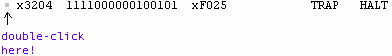 x3204 1111000000100101 xF025 TRAP HALT
double-click
here!